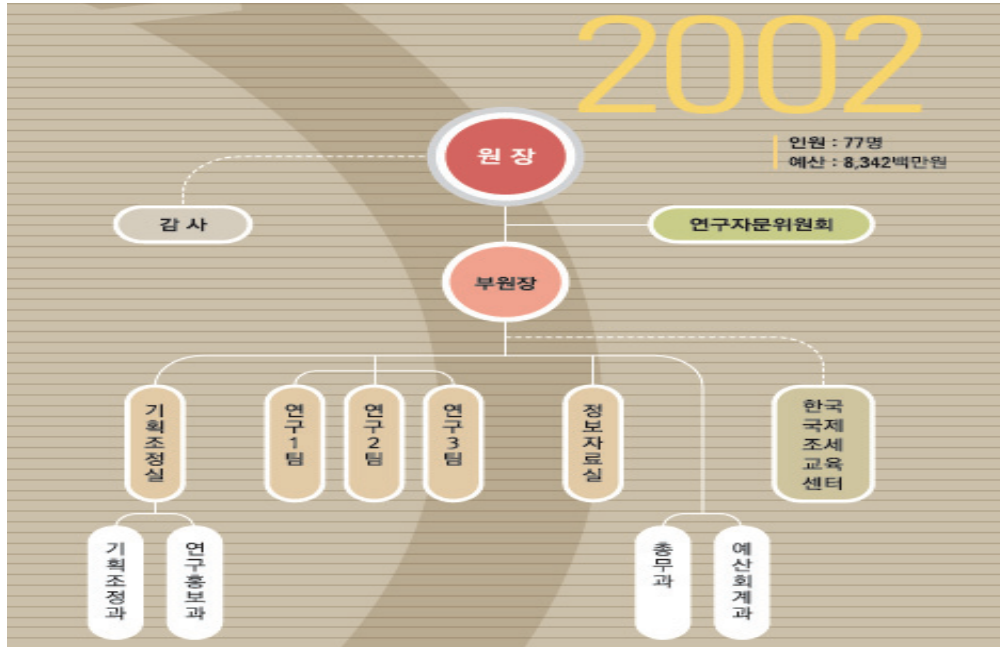 2002
인원 : 77명
예산 : 8,342백만원
원 장
감 사
연구자문위원회
부원장
기획조정실
연구1팀
연구2팀
연구3팀
정보자료실
한국
국제
조세
교육
센터
기획조정과
연구홍보과
총무과
예산회계과